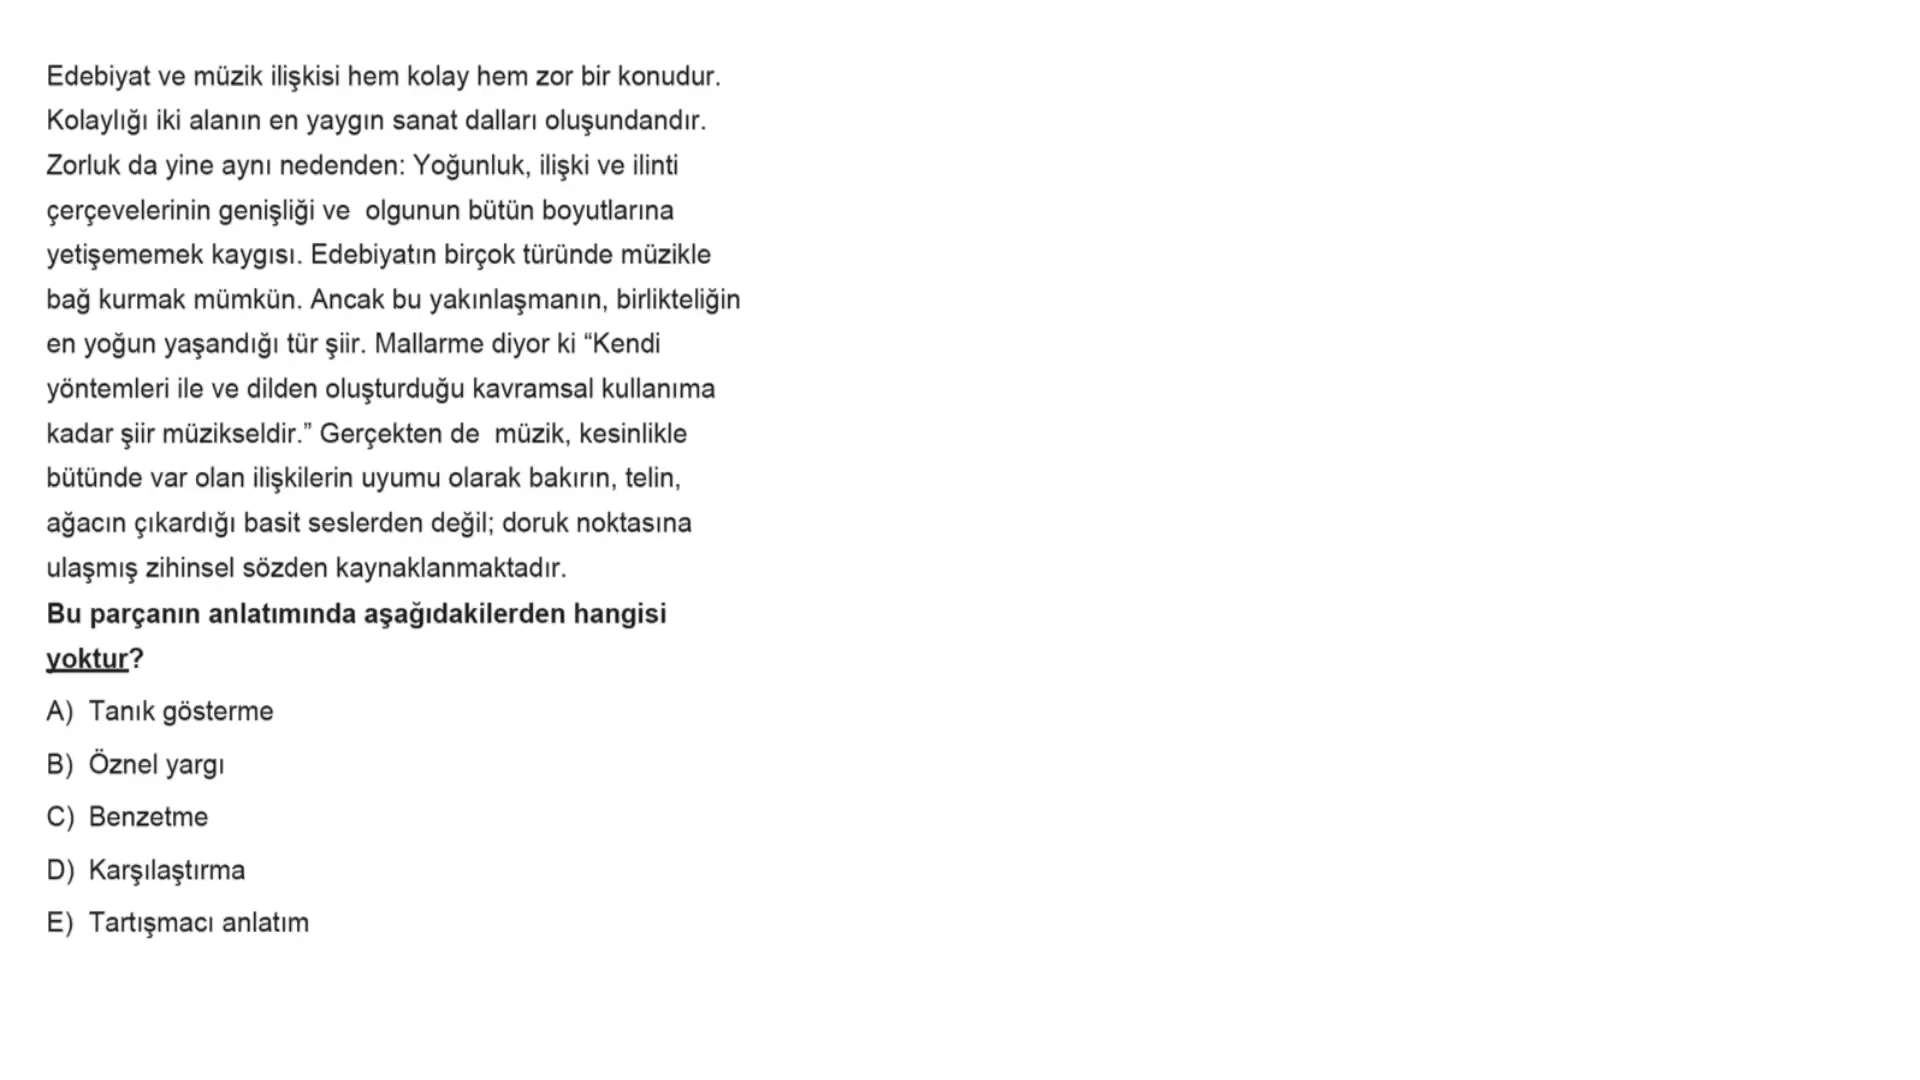 Edebiyat ve müzik ilişkisi hem kolay hem zor bir konudur.
Kolaylığı iki alanın en yaygın sanat dalları oluşundandır.
Zorluk da yine aynı nedenden: Yoğunluk, ilişki ve ilinti
çerçevelerinin genişliği ve  olgunun bütün boyutlarına
yetişememek kaygısı. Edebiyatın birçok türünde müzikle
bağ kurmak mümkün. Ancak bu yakınlaşmanın, birlikteliğin
en yoğun yaşandığı tür şiir. Mallarme diyor ki “Kendi
yöntemleri ile ve dilden oluşturduğu kavramsal kullanıma
kadar şiir müzikseldir.” Gerçekten de  müzik, kesinlikle
bütünde var olan ilişkilerin uyumu olarak bakırın, telin,
ağacın çıkardığı basit seslerden değil; doruk noktasına
ulaşmış zihinsel sözden kaynaklanmaktadır.
Bu parçanın anlatımında aşağıdakilerden hangisi
yoktur?
A) Tanık gösterme
B) Öznel yargı
C) Benzetme
D) Karşılaştırma
E) Tartışmacı anlatım